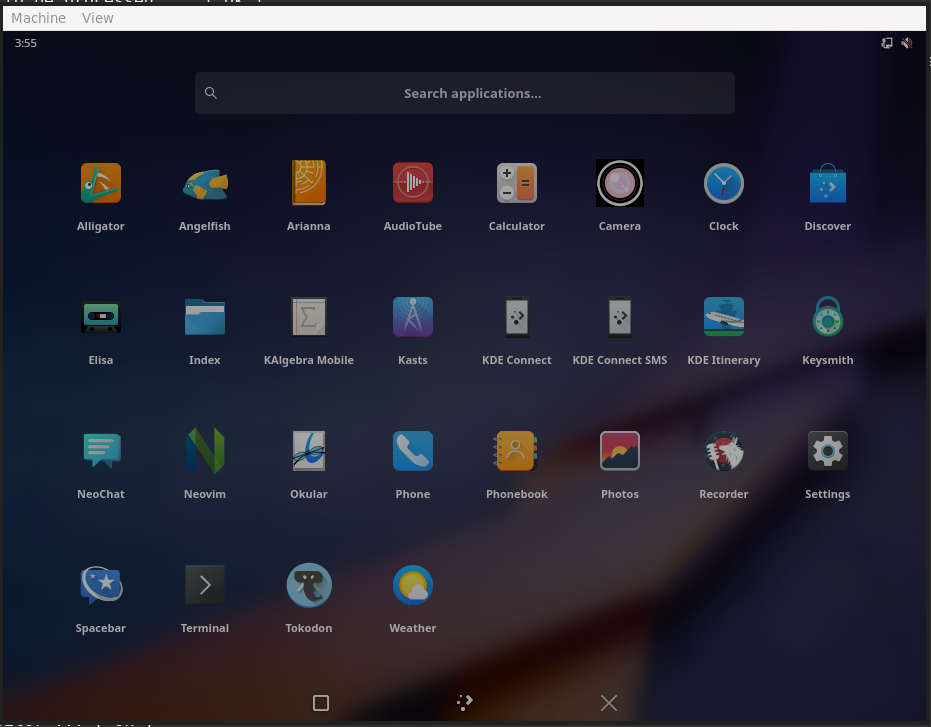 Machine View
3:55
Search applications...
Alligator Angelfish Arianna AudioTube Calculator Camera Clock Discover
Elisa Index KAlgebra Mobile Kasts KDE Connect KDE Connect SMS KDE Itinerary Keysmith
NeoChat Neovim Okular Phone Phonebook Photos Recorder Settings
Spacebar Terminal Tokodon Weather